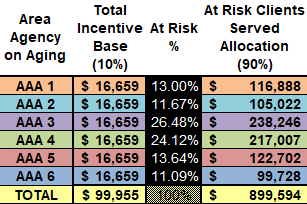 Area Agency on Aging | Total Incentive Base (10%) | At Risk % | At Risk Clients Served Allocation (90%)
AAA 1 | $ 16,659 | 13.00% | $ 116,888
AAA 2 | $ 16,659 | 11.67% | $ 105,022
AAA 3 | $ 16,659 | 26.48% | $ 238,246
AAA 4 | $ 16,659 | 24.12% | $ 217,007
AAA 5 | $ 16,659 | 13.64% | $ 122,702
AAA 6 | $ 16,659 | 11.09% | $ 99,728
TOTAL | $ 99,955 | 100% | $ 899,594